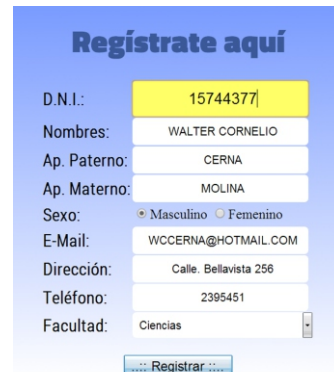 Regístrate aquí
D.N.I.: 15744377
Nombres: WALTER CORNELIO
Ap. Paterno: CERNA
Ap. Materno: MOLINA
Sexo: Masculino Femenino
E-Mail: WCCERNA@HOTMAIL.COM
Dirección: Calle. Bellavista 256
Teléfono: 2395451
Facultad: Ciencias
..:: Registrar ::..